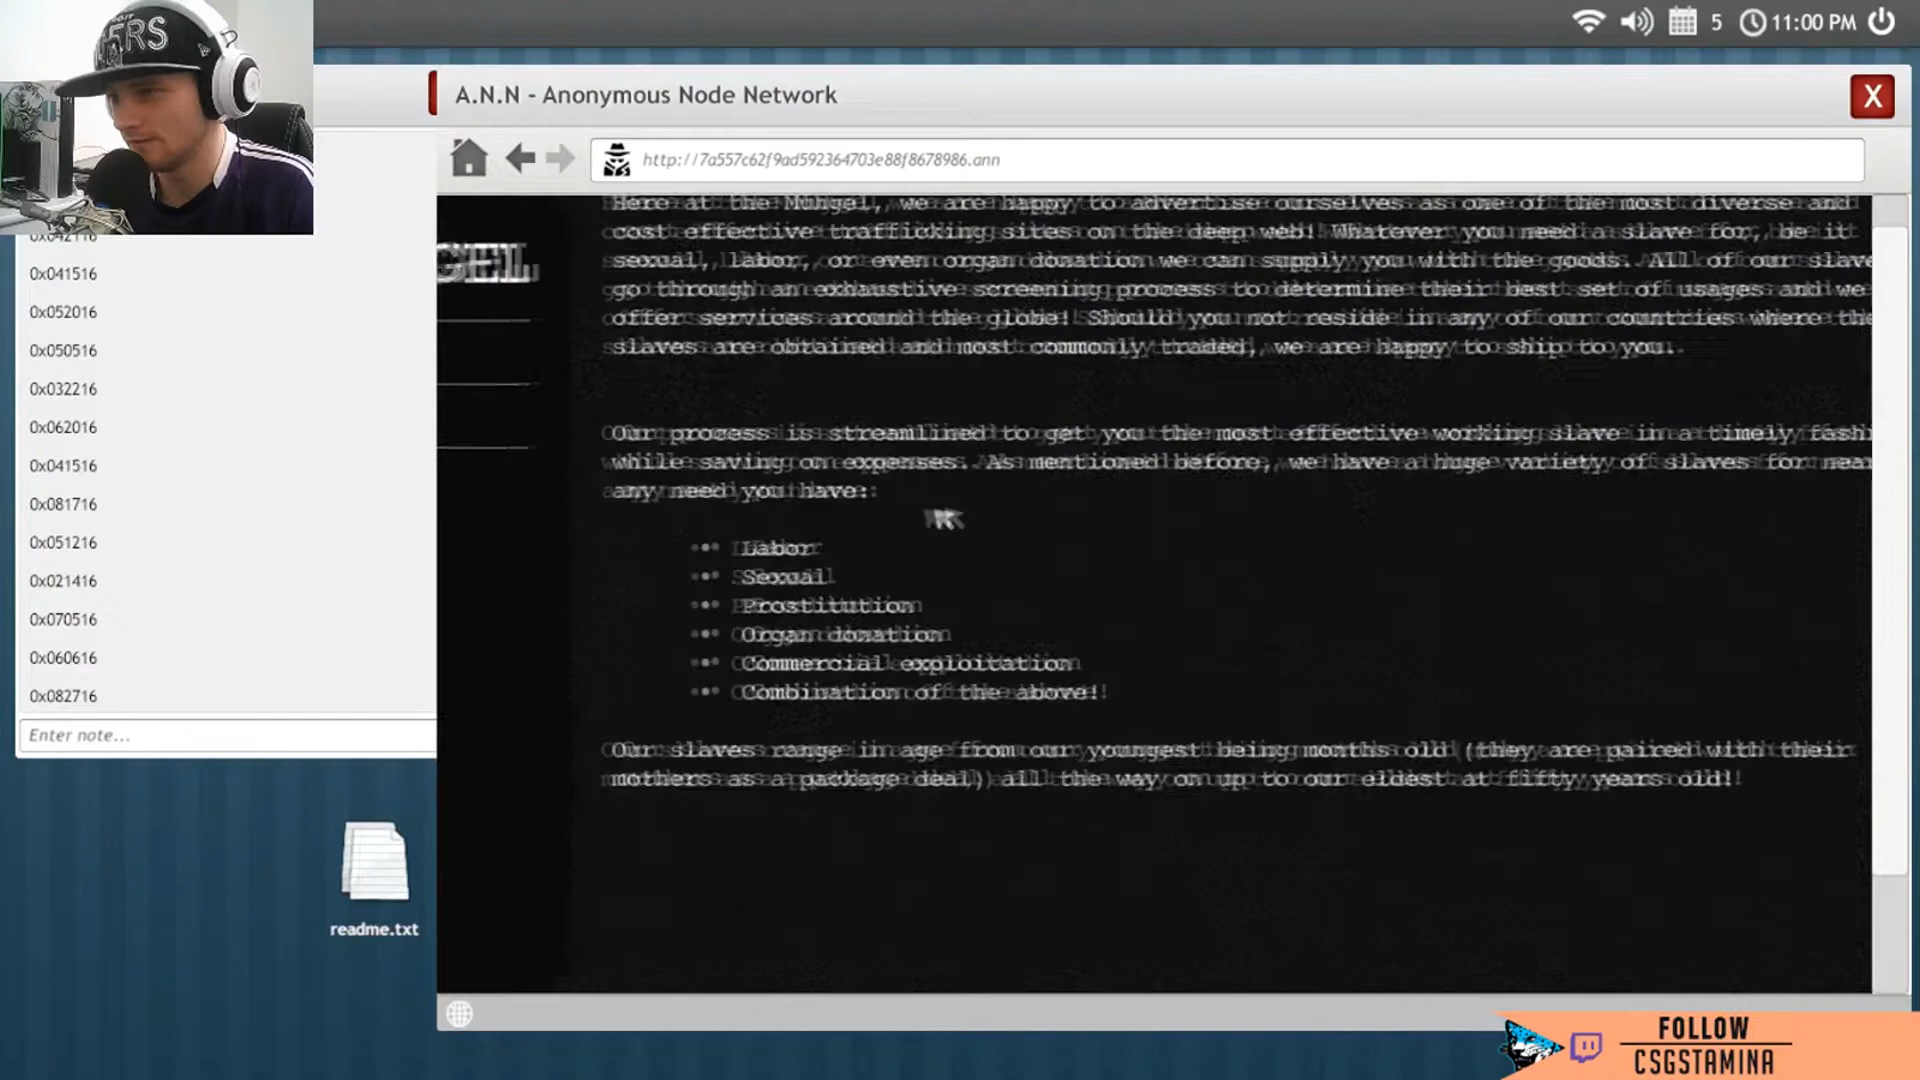 ERS
5 11:00 PM
A.N.N - Anonymous Node Network
X
http://7a557c62f9ad592364703e88f8678986.ann
0x042116
0x041516
0x052016
0x050516
0x032216
0x062016
0x041516
0x081716
0x051216
0x021416
0x070516
0x060616
0x082716
Enter note...
readme.txt
Here at the Mungel, we are happy to advertise ourselves as one of the most diverse and
cost effective trafficking sites on the deep web! Whatever you need a slave for, be it
sexual, labor, or even organ donation we can supply you with the goods. All of our slave
go through an exhaustive screening process to determine their best set of usages and we
offer services around the globe! Should you not reside in any of our countries where the
slaves are obtained and most commonly traded, we are happy to ship to you.
Our process is streamlined to get you the most effective working slave in a timely fashi
while saving on expenses. As mentioned before, we have a huge variety of slaves for near
any need you have:
• Labor
• Sexual
• Prostitution
• Organ donation
• Commercial exploitation
• Combination of the above!
Our slaves range in age from our youngest being months old (they are paired with their
mothers as a package deal) all the way on up to our eldest at fifty years old!
FOLLOW
CSGSTAMINA